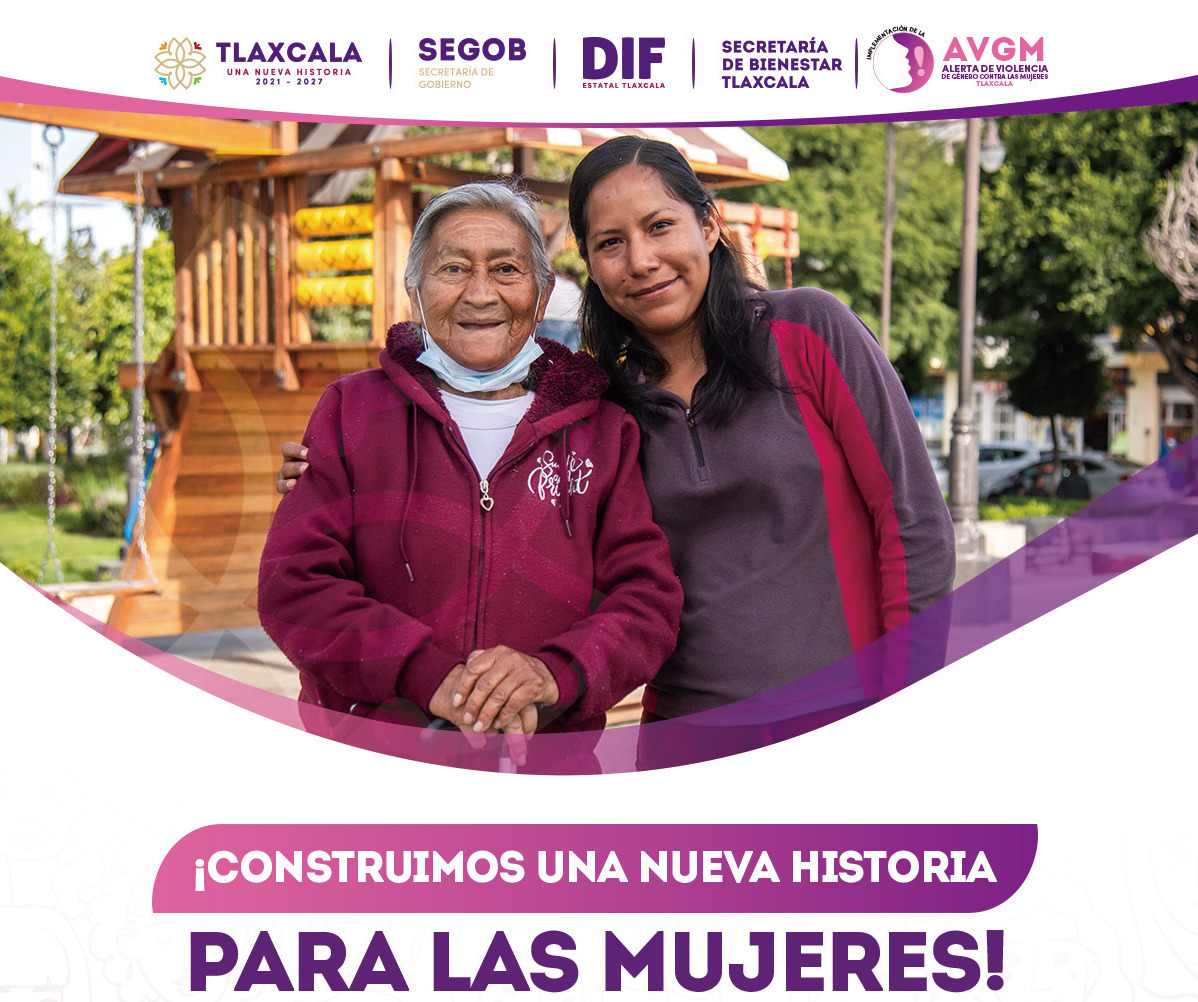 TLAXCALA
UNA NUEVA HISTORIA
2021 - 2027
SEGOB
SECRETARÍA DE
GOBIERNO
DIF
ESTATAL TLAXCALA
SECRETARÍA
DE BIENESTAR
TLAXCALA
IMPLEMENTACIÓN DE LA
AVGM
ALERTA DE VIOLENCIA
DE GÉNERO CONTRA LAS MUJERES
TLAXCALA
¡CONSTRUIMOS UNA NUEVA HISTORIA
PARA LAS MUJERES!